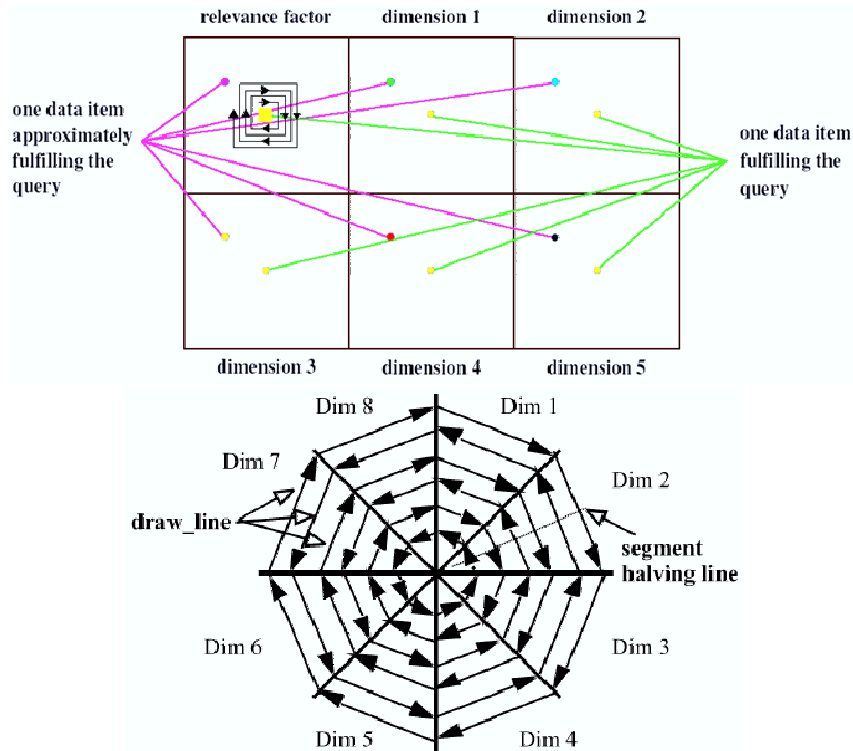 relevance factor
dimension 1
dimension 2
one data item
approximately
fulfilling the
query
one data item
fulfilling the
query
dimension 3
dimension 4
dimension 5
Dim 8
Dim 1
Dim 7
Dim 2
draw_line
segment
halving line
Dim 6
Dim 3
Dim 5
Dim 4